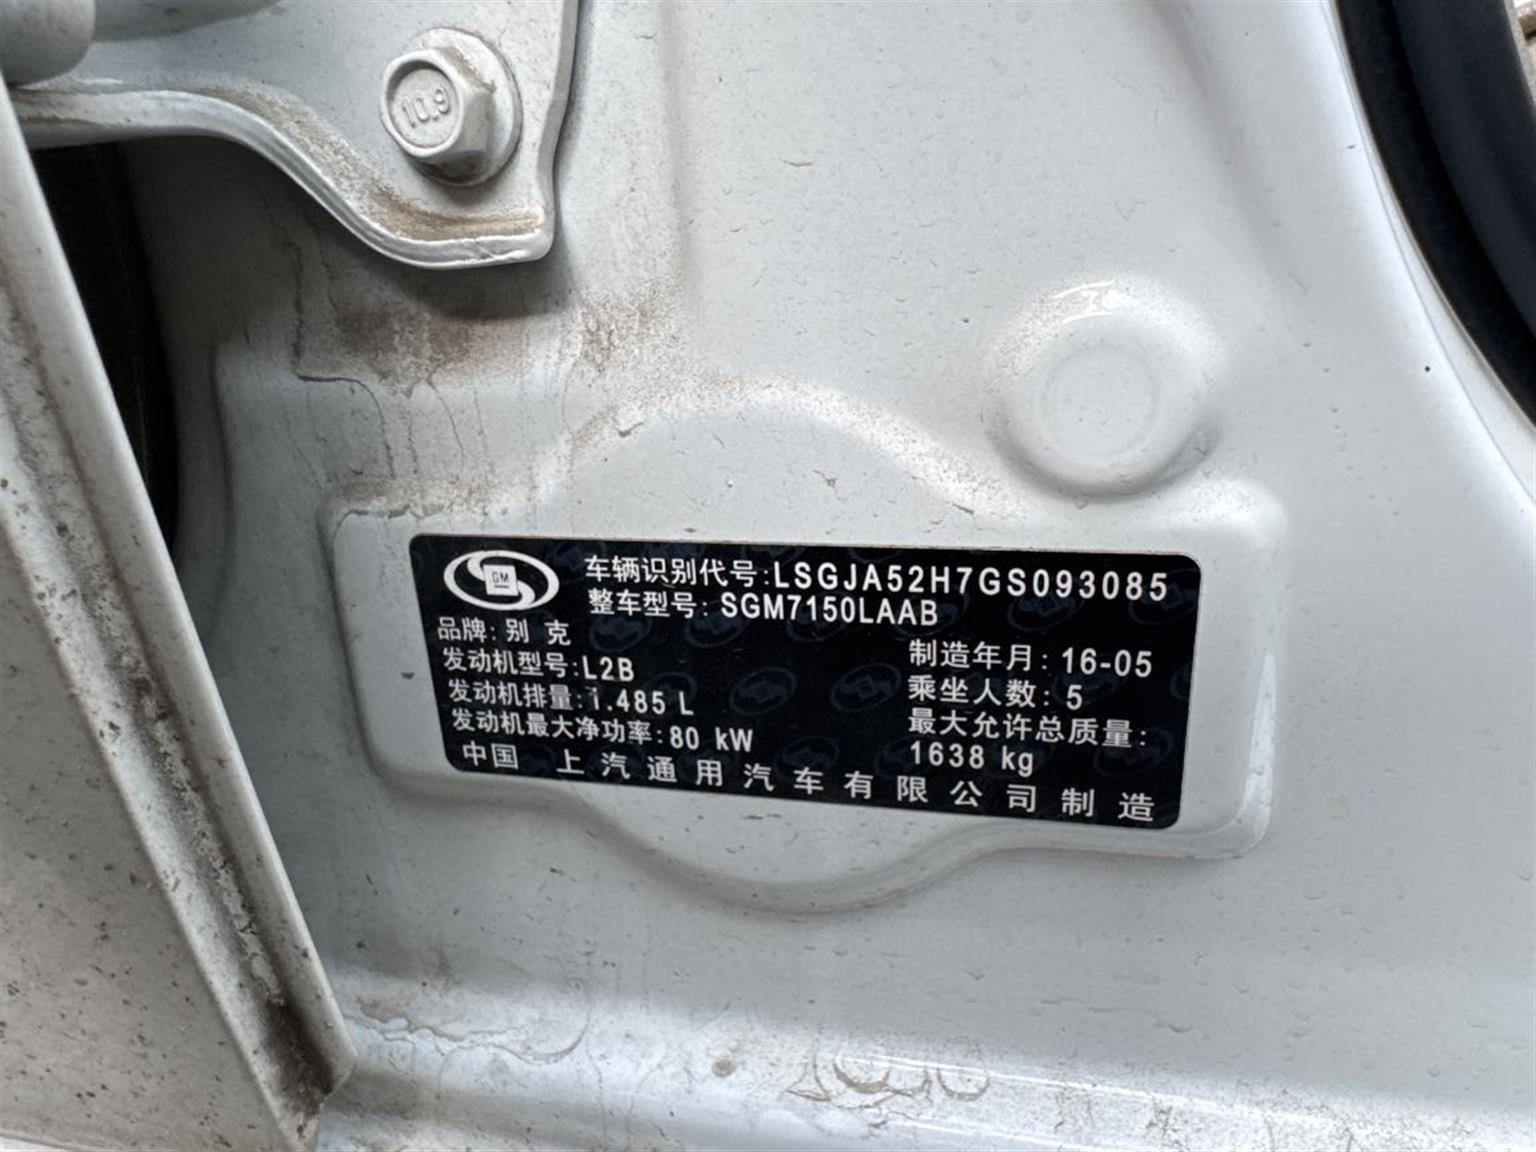 10.9
GM
车辆识别代号:LSGJA52H7GS093085
整车型号: SGM7150LAAB
品牌: 别 克
发动机型号:L2B
发动机排量:1.485 L
发动机最大净功率:80 kW
制造年月: 16-05
乘坐人数: 5
最大允许总质量:
1638 kg
中国 上汽通用汽车有限公司制造